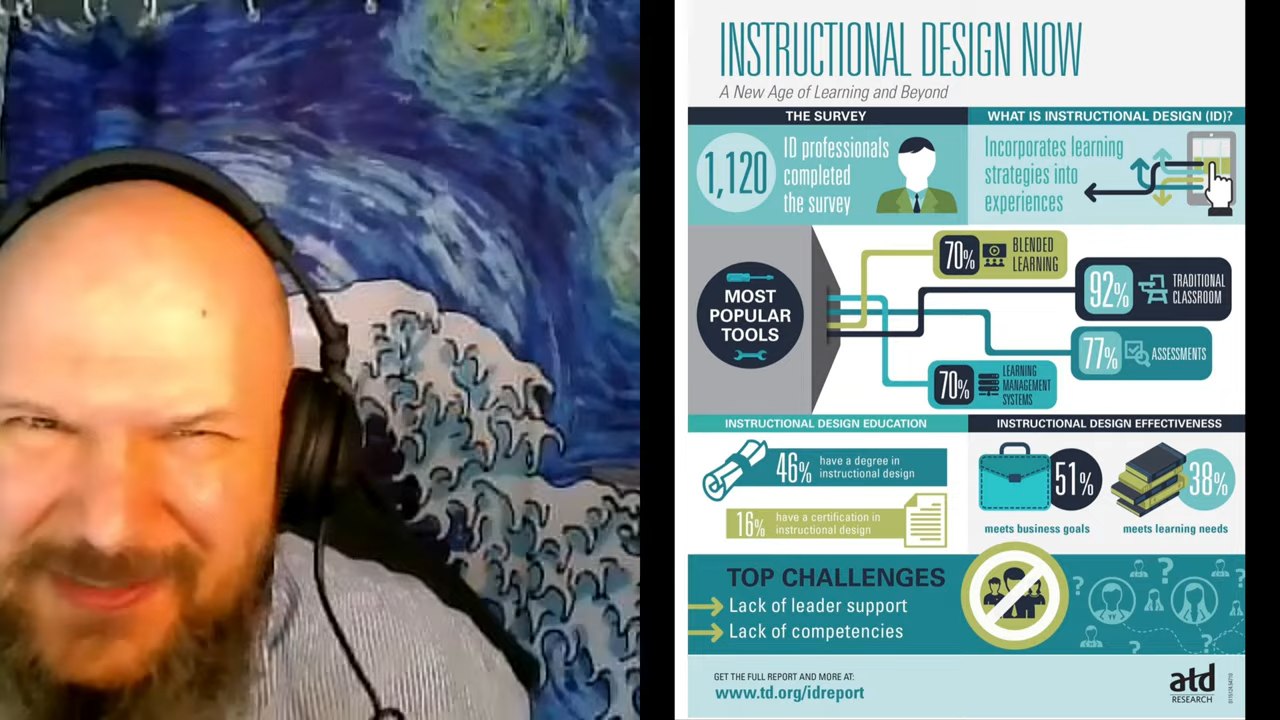 INSTRUCTIONAL DESIGN NOW
A New Age of Learning and Beyond
THE SURVEY
1,120
ID professionals
completed
the survey
WHAT IS INSTRUCTIONAL DESIGN (ID)?
Incorporates learning
strategies into
experiences
MOST
POPULAR
TOOLS
70%
BLENDED
LEARNING
92%
TRADITIONAL
CLASSROOM
77%
ASSESSMENTS
70%
LEARNING
MANAGEMENT
SYSTEMS
INSTRUCTIONAL DESIGN EDUCATION
46%
have a degree in
instructional design
16%
have a certification in
instructional design
INSTRUCTIONAL DESIGN EFFECTIVENESS
51%
meets business goals
38%
meets learning needs
TOP CHALLENGES
Lack of leader support
Lack of competencies
GET THE FULL REPORT AND MORE AT:
www.td.org/idreport
atd
RESEARCH